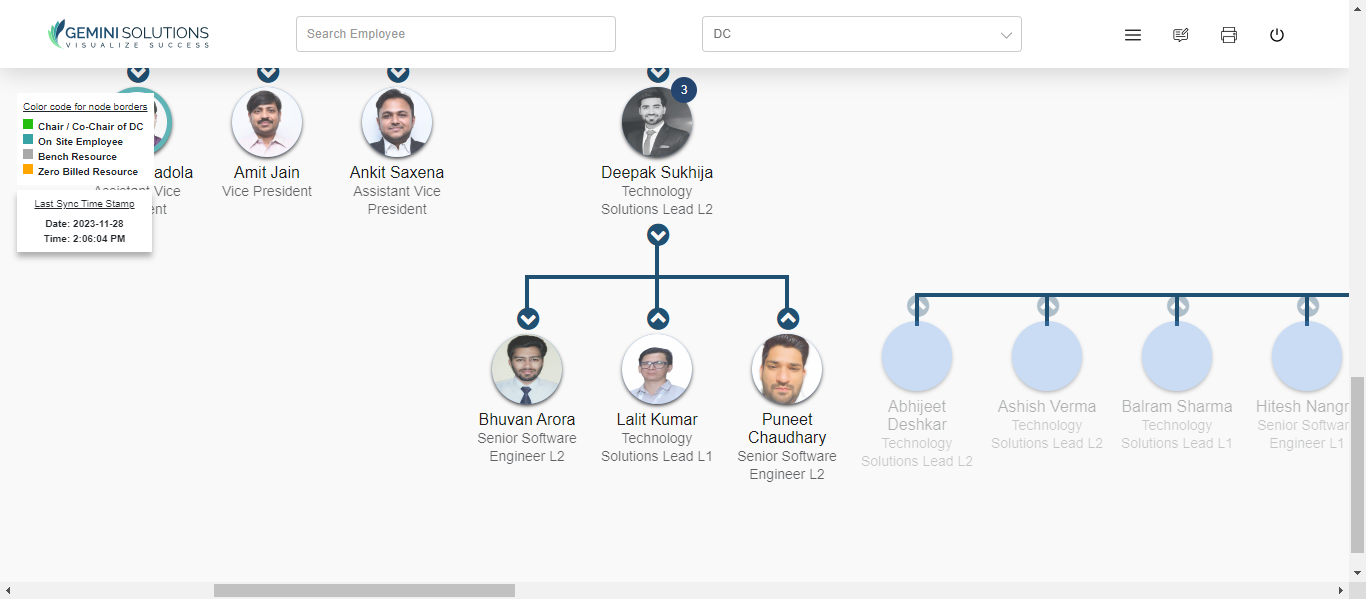 GEMINI SOLUTIONS
VISUALIZE SUCCESS
Search Employee
DC
Color code for node borders
Chair / Co-Chair of DC
On Site Employee
Bench Resource
Zero Billed Resource
Last Sync Time Stamp
Date: 2023-11-28
Time: 2:06:04 PM
adola
Assistant Vice
ent
Amit Jain
Vice President
Ankit Saxena
Assistant Vice
President
3
Deepak Sukhija
Technology
Solutions Lead L2
Bhuvan Arora
Senior Software
Engineer L2
Lalit Kumar
Technology
Solutions Lead L1
Puneet
Chaudhary
Senior Software
Engineer L2
Abhijeet
Deshkar
Technology
Solutions Lead L2
Ashish Verma
Technology
Solutions Lead L2
Balram Sharma
Technology
Solutions Lead L1
Hitesh Nangr
Senior Softwar
Engineer L1